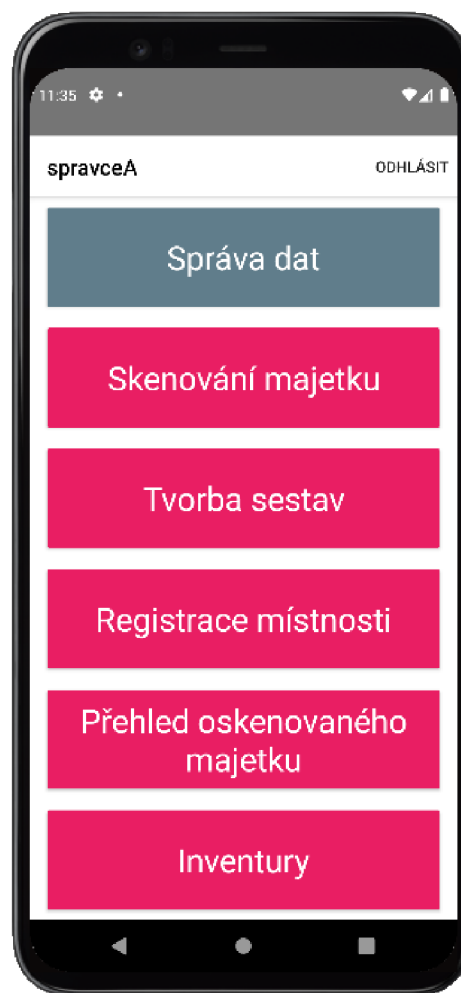 11:35
spravceA
ODHLÁSIT
Správa dat
Skenování majetku
Tvorba sestav
Registrace místnosti
Přehled oskenovaného
majetku
Inventury